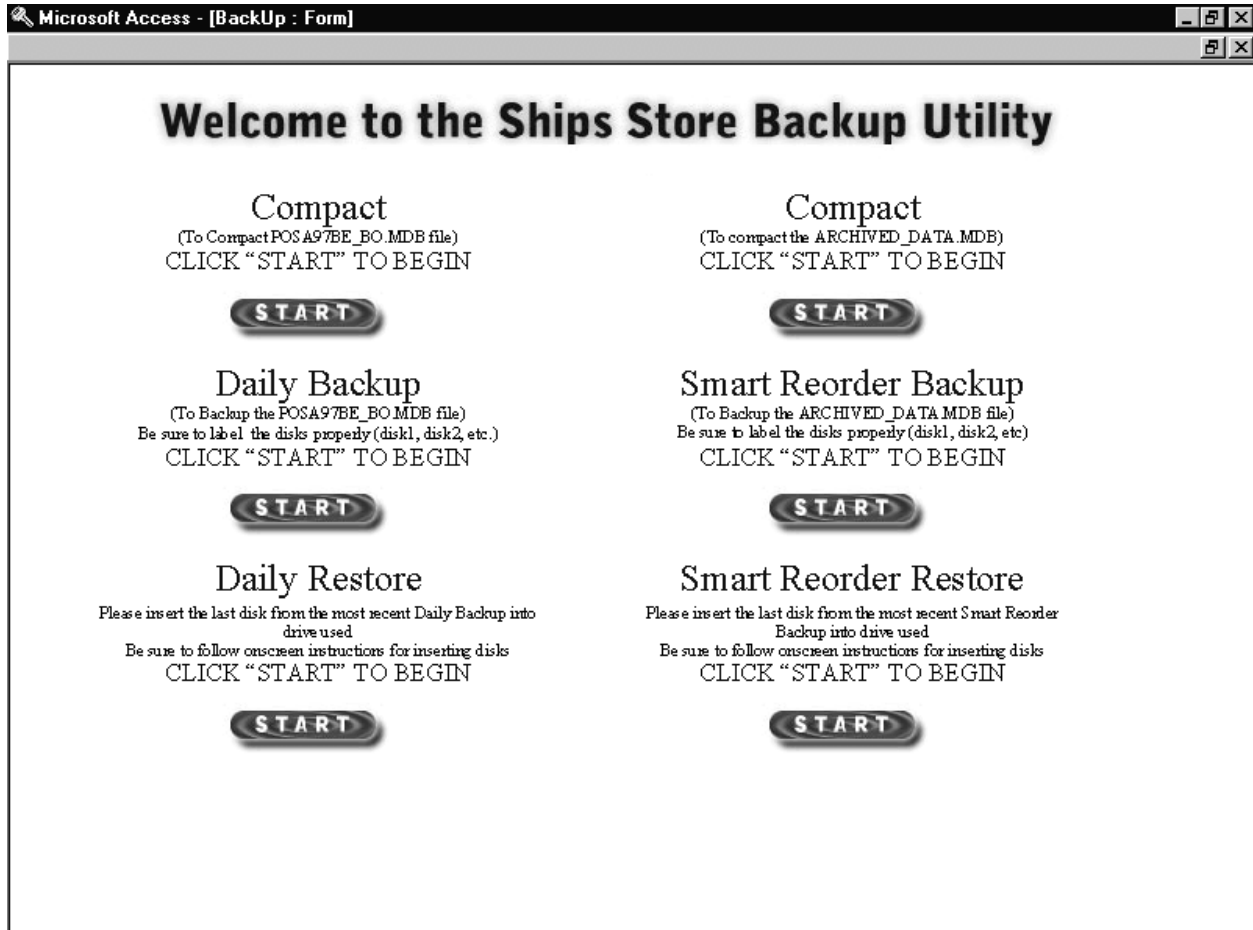 Microsoft Access - [BackUp : Form]
Welcome to the Ships Store Backup Utility
Compact
(To Compact POSA97BE_BO.MDB file)
CLICK “START” TO BEGIN
START
Compact
(To compact the ARCHIVED_DATA.MDB)
CLICK “START” TO BEGIN
START
Daily Backup
(To Backup the POSA97BE_BO.MDB file)
Be sure to label the disks properly (disk1, disk2, etc.)
CLICK “START” TO BEGIN
START
Smart Reorder Backup
(To Backup the ARCHIVED_DATA.MDB file)
Be sure to label the disks properly (disk1, disk2, etc)
CLICK “START” TO BEGIN
START
Daily Restore
Please insert the last disk from the most recent Daily Backup into
drive used
Be sure to follow onscreen instructions for inserting disks
CLICK “START” TO BEGIN
START
Smart Reorder Restore
Please insert the last disk from the most recent Smart Reorder
Backup into drive used
Be sure to follow onscreen instructions for inserting disks
CLICK “START” TO BEGIN
START